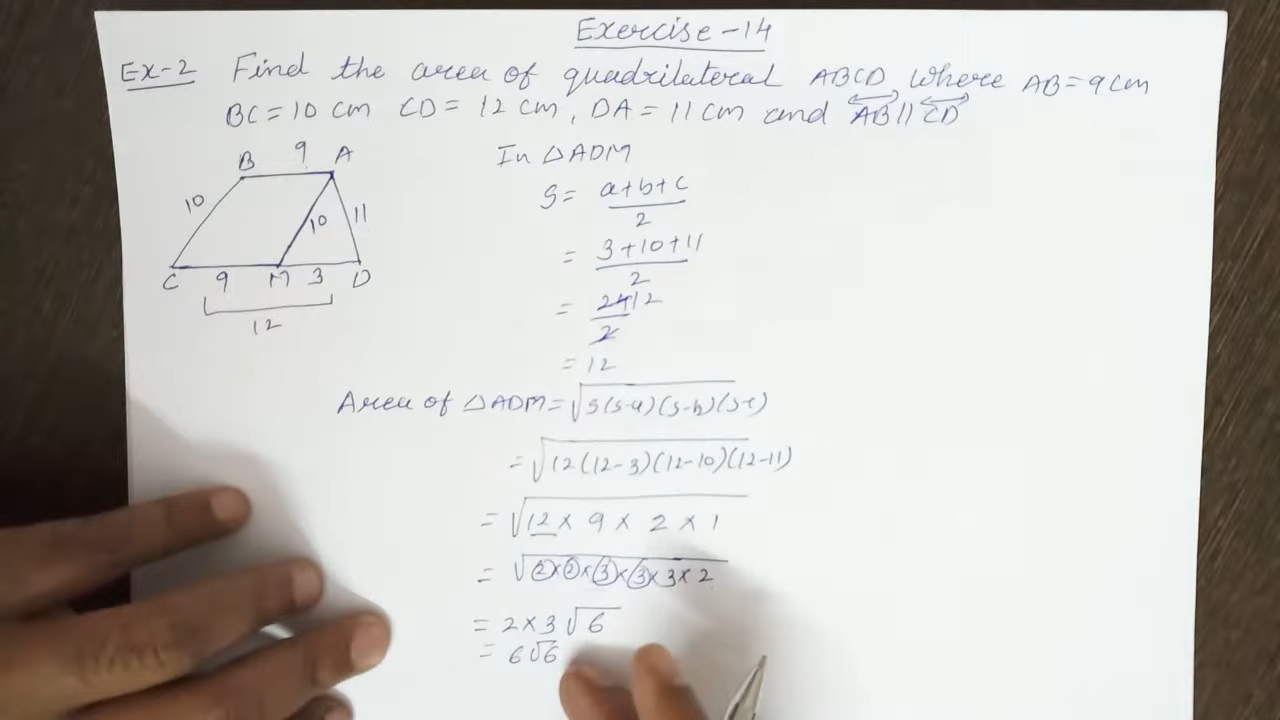 Exercise-14
Ex-2 Find the area of quadrilateral ABCD where AB=9cm
BC=10 cm CD= 12 cm, DA=11 cm and AB∥CD
B 9 A
10 10 11
C 9 M 3 D
12
In △ADM
S= a+b+c / 2
= 3+10+11 / 2
= 24 12 / 2
= 12
Area of △ADM=√s(s-a)(s-b)(s-c)
=√12(12-3)(12-10)(12-11)
= √12 × 9 × 2 × 1
= √2×2×3×3×3×2
= 2×3√6
= 6√6